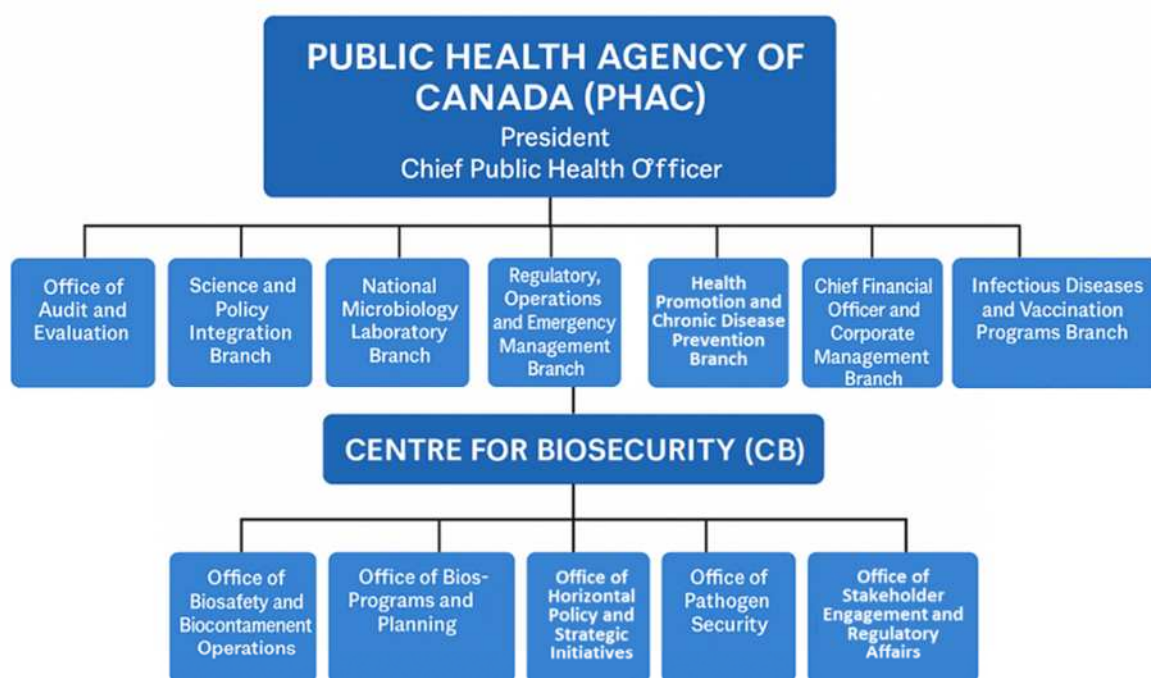 PUBLIC HEALTH AGENCY OF
CANADA (PHAC)
President
Chief Public Health Officer
Office of
Audit and
Evaluation
Science and
Policy
Integration
Branch
National
Microbiology
Laboratory
Branch
Regulatory,
Operations
and Emergency
Management
Branch
Health
Promotion and
Chronic Disease
Prevention
Branch
Chief Financial
Officer and
Corporate
Management
Branch
Infectious Diseases
and Vaccination
Programs Branch
CENTRE FOR BIOSECURITY (CB)
Office of
Biosafety and
Biocontamenent
Operations
Office of Bios-
Programs and
Planning
Office of
Horizontal
Policy and
Strategic
Initiatives
Office of
Pathogen
Security
Office of
Stakeholder
Engagement and
Regulatory
Affairs